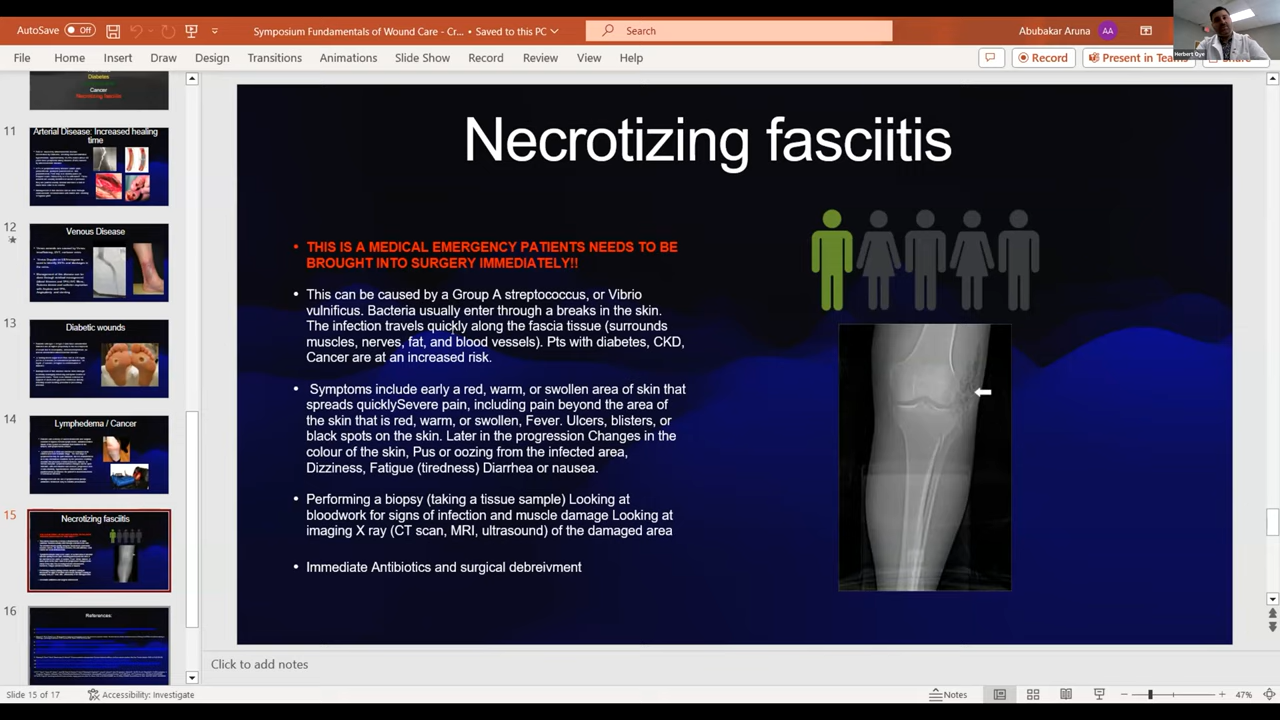 AutoSave
Off
Symposium Fundamentals of Wound Care - Cr... • Saved to this PC
Search
Abubakar Aruna
AA
Herbert Oye
File
Home
Insert
Draw
Design
Transitions
Animations
Slide Show
Record
Review
View
Help
Record
Present in Teams
Diabetes
Cancer
Necrotizing fasciitis
11
Arterial Disease: Increased healing
time
12
Venous Disease
13
Diabetic wounds
14
Lymphedema / Cancer
15
Necrotizing fasciitis
16
References:
Necrotizing fasciitis
• THIS IS A MEDICAL EMERGENCY PATIENTS NEEDS TO BE
BROUGHT INTO SURGERY IMMEDIATELY!!
• This can be caused by a Group A streptococcus, or Vibrio
vulnificus. Bacteria usually enter through a breaks in the skin.
The infection travels quickly along the fascia tissue (surrounds
muscles, nerves, fat, and blood vessels). Pts with diabetes, CKD,
cancer are at an increased risk.
• Symptoms include early a red, warm, or swollen area of skin that
spreads quicklySevere pain, including pain beyond the area of
the skin that is red, warm, or swollen, Fever. Ulcers, blisters, or
black spots on the skin. Later in the progression Changes in the
color of the skin, Pus or oozing from the infected area,
Dizziness, Fatigue (tiredness) Diarrhea or nausea.
• Performing a biopsy (taking a tissue sample) Looking at
bloodwork for signs of infection and muscle damage Looking at
imaging X ray (CT scan, MRI, ultrasound) of the damaged area
• Immediate Antibiotics and surgical debreivment
Click to add notes
Slide 15 of 17
Accessibility: Investigate
Notes
47%